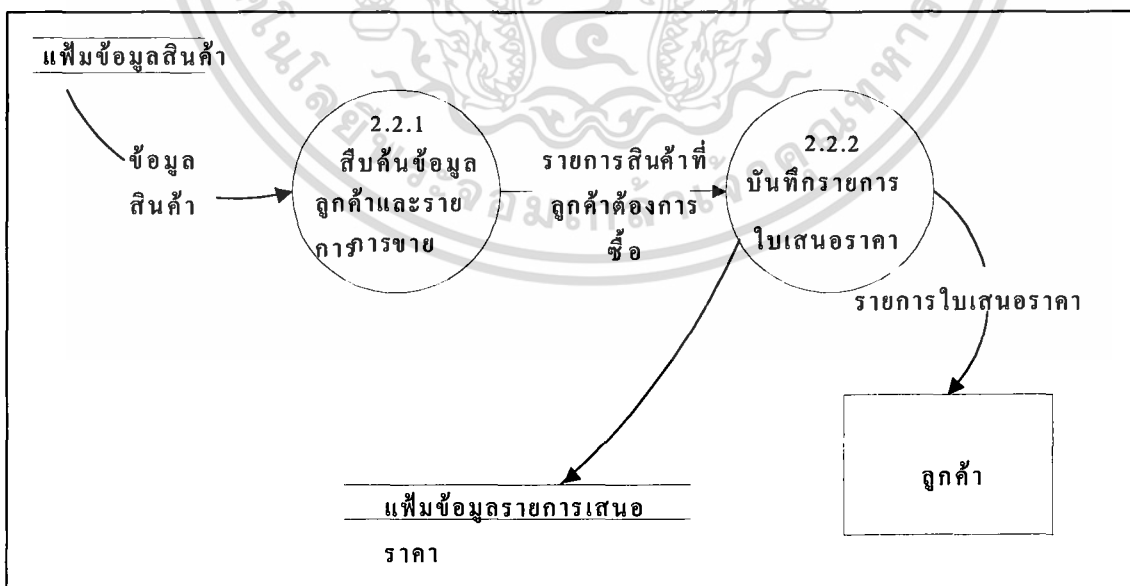 แฟ้มข้อมูลสินค้า
ข้อมูล
สินค้า
2.2.1
สืบค้นข้อมูล
ลูกค้าและราย
การการขาย
รายการสินค้าที่
ลูกค้าต้องการ
ซื้อ
2.2.2
บันทึกรายการ
ใบเสนอราคา
รายการใบเสนอราคา
ลูกค้า
แฟ้มข้อมูลรายการเสนอ
ราคา